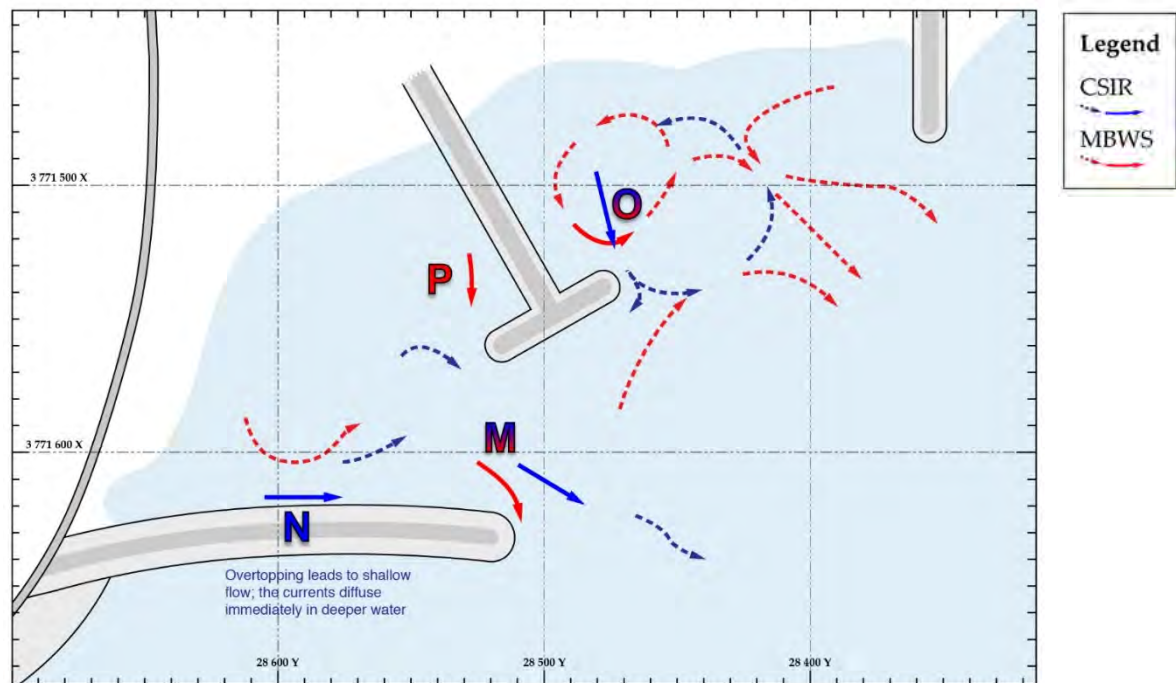 Legend
CSIR
MBWS
3 771 500 X
O
P
M
3 771 600 X
N
Overtopping leads to shallow
flow; the currents diffuse
immediately in deeper water
28 600 Y
28 500 Y
28 400 Y